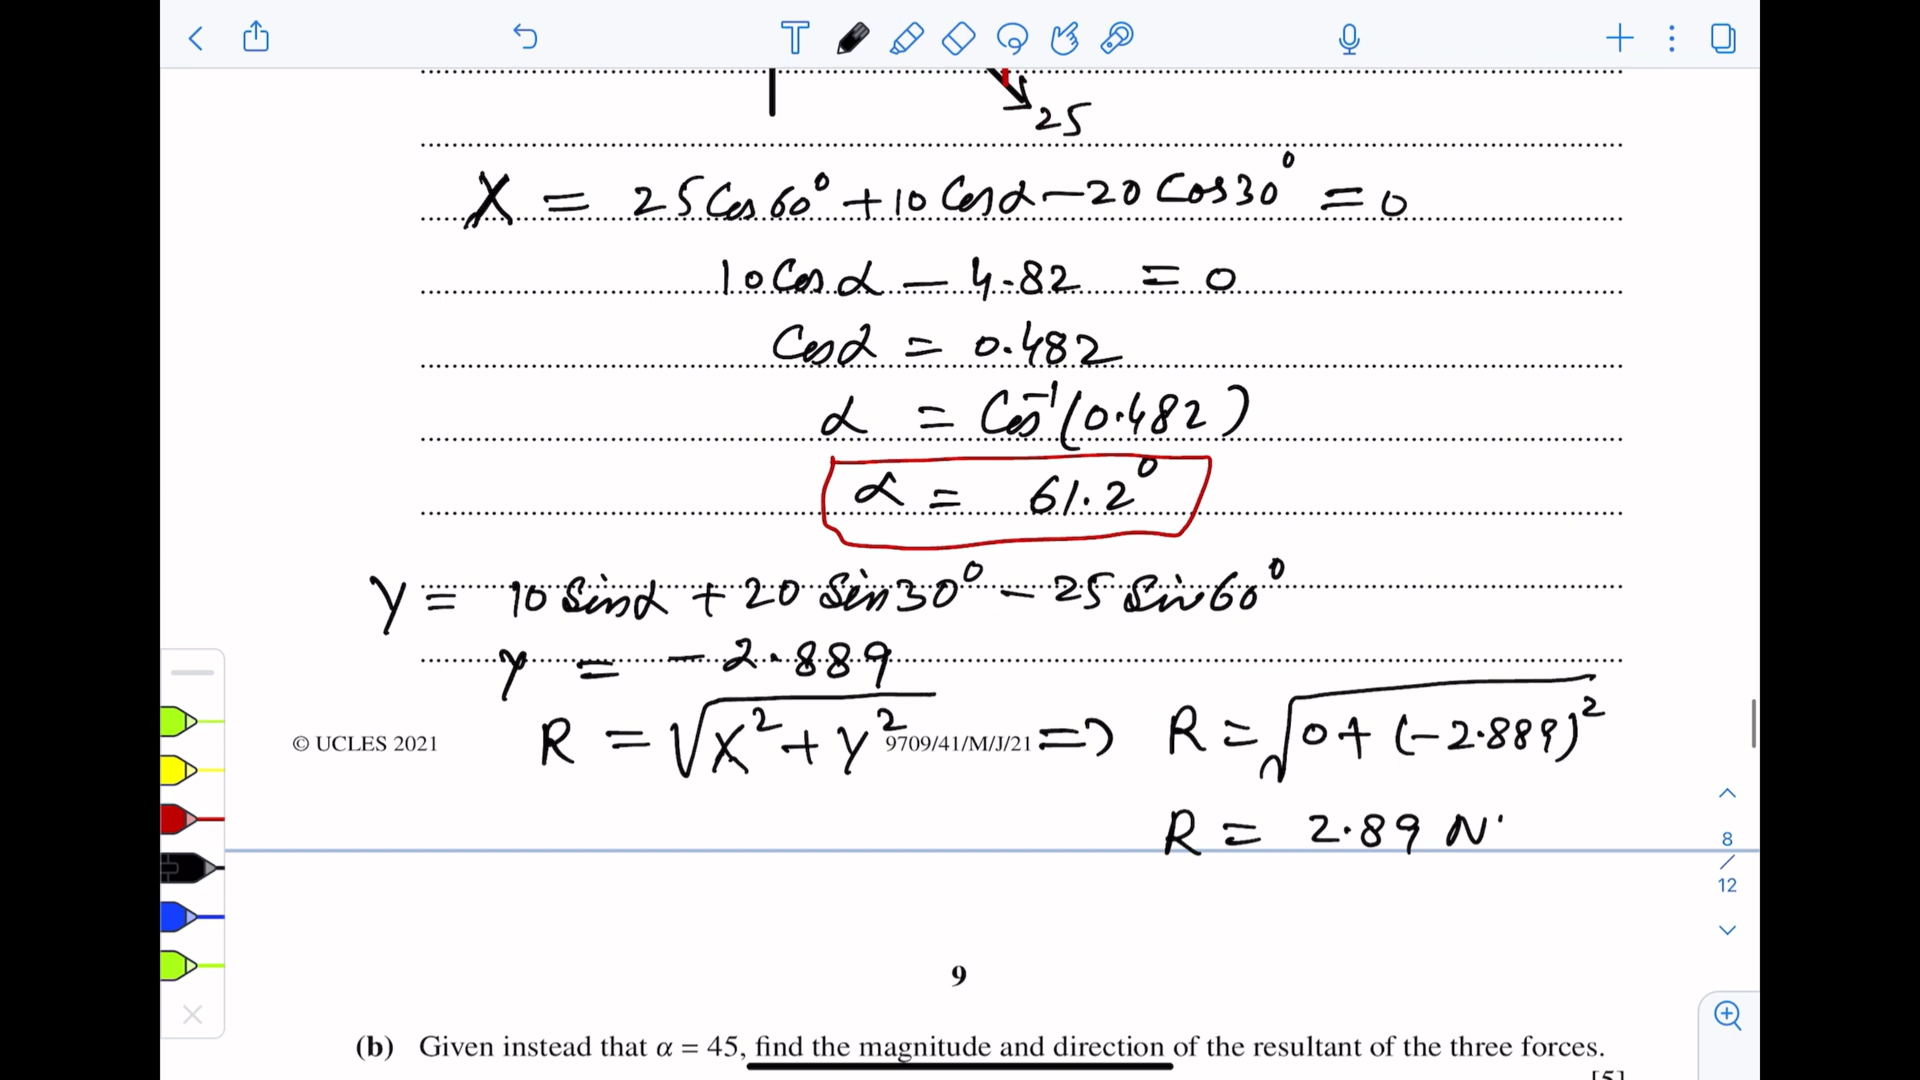 25
X = 25 Cos 60° + 10 Cos α − 20 Cos 30° = 0
10 Cos α − 4.82 = 0
Cos α = 0.482
α = Cos⁻¹(0.482)
α = 61.2°
Y = 10 Sin α + 20 Sin 30° − 25 Sin 60°
Y = −2.889
© UCLES 2021
R = √X² + Y²
9709/41/M/J/21
⇒ R = √0 + (−2.889)²
R = 2.89 N
8
/
12
9
(b) Given instead that α = 45, find the magnitude and direction of the resultant of the three forces.
[5]